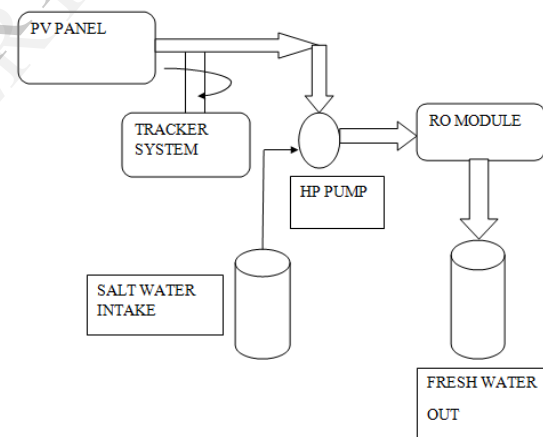 PV PANEL
TRACKER
SYSTEM
RO MODULE
HP PUMP
SALT WATER
INTAKE
FRESH WATER
OUT